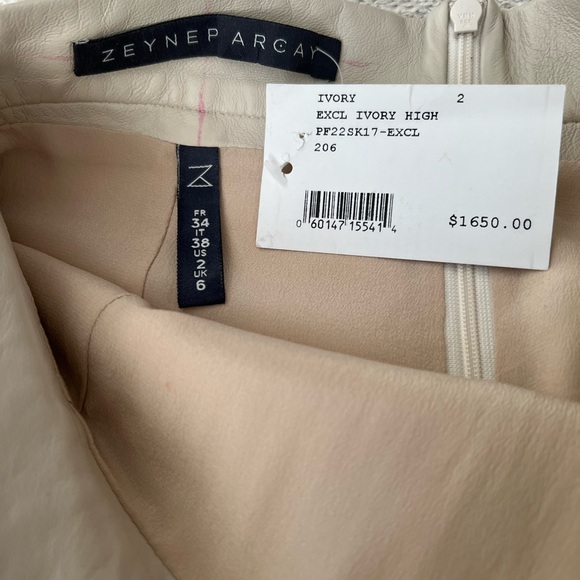 ZEYNEP ARÇAY
IVORY 2
EXCL IVORY HIGH
PF22SK17-EXCL
206
0 60147 15541 4
$1650.00
FR
34
IT
38
US
2
UK
6